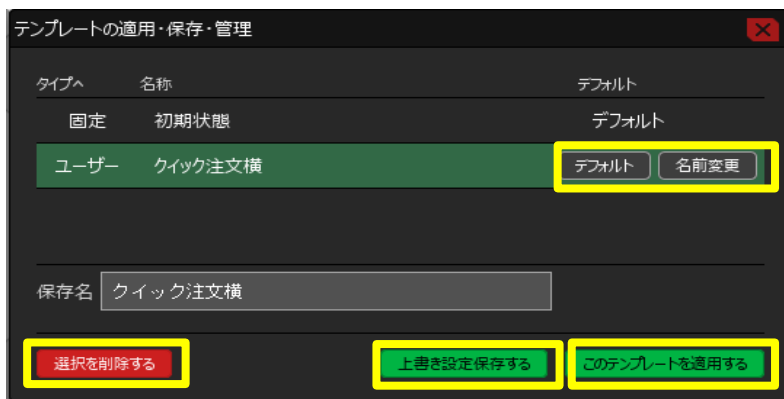 テンプレートの適用・保存・管理
タイプヘ 名称 デフォルト
固定 初期状態 デフォルト
ユーザー クイック注文横 デフォルト 名前変更
保存名 クイック注文横
選択を削除する 上書き設定保存する このテンプレートを適用する